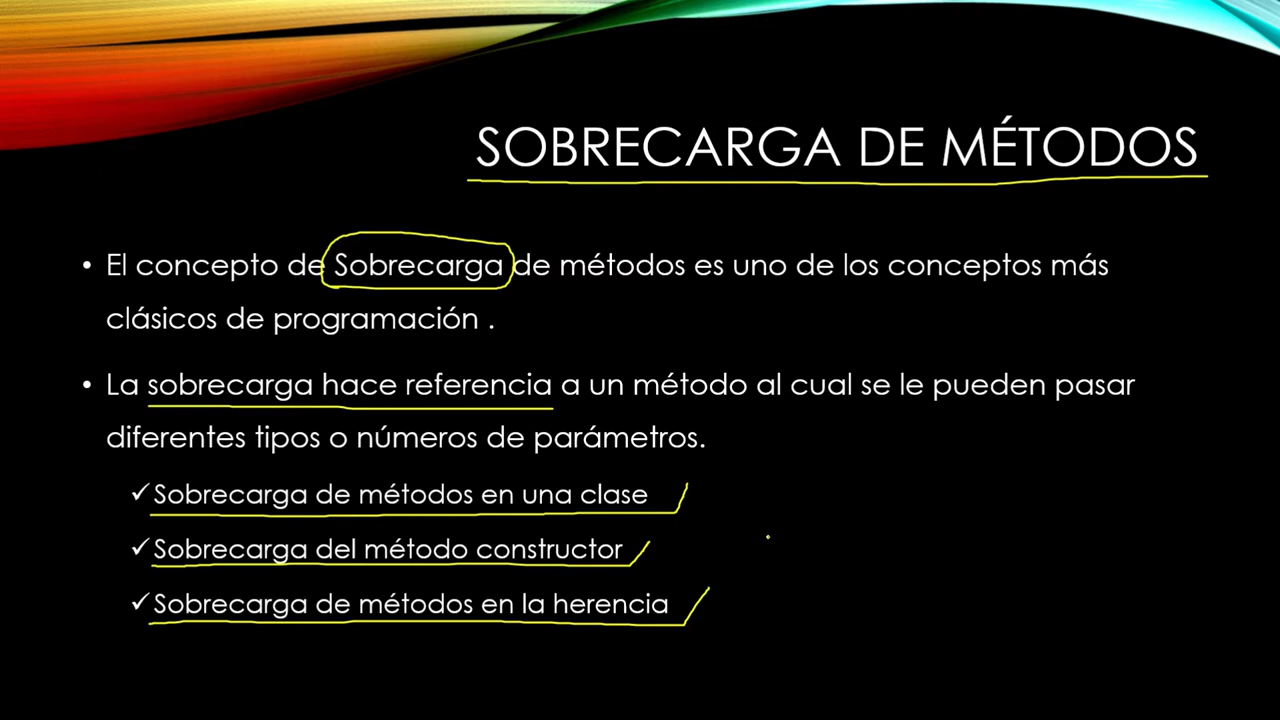 SOBRECARGA DE MÉTODOS
• El concepto de Sobrecarga de métodos es uno de los conceptos más
clásicos de programación .
• La sobrecarga hace referencia a un método al cual se le pueden pasar
diferentes tipos o números de parámetros.
✓Sobrecarga de métodos en una clase
✓Sobrecarga del método constructor
✓Sobrecarga de métodos en la herencia